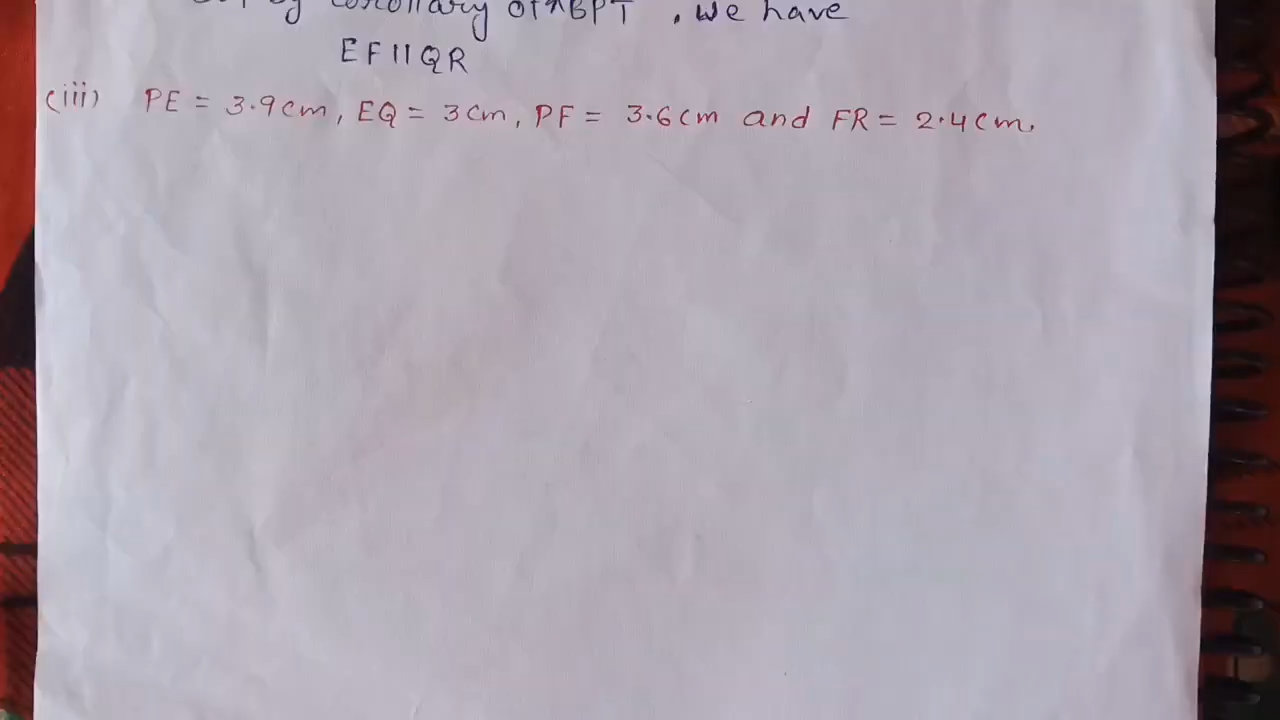 by corollary of BPT, we have
EF||QR
(iii) PE = 3.9cm, EQ = 3cm, PF = 3.6cm and FR = 2.4cm.